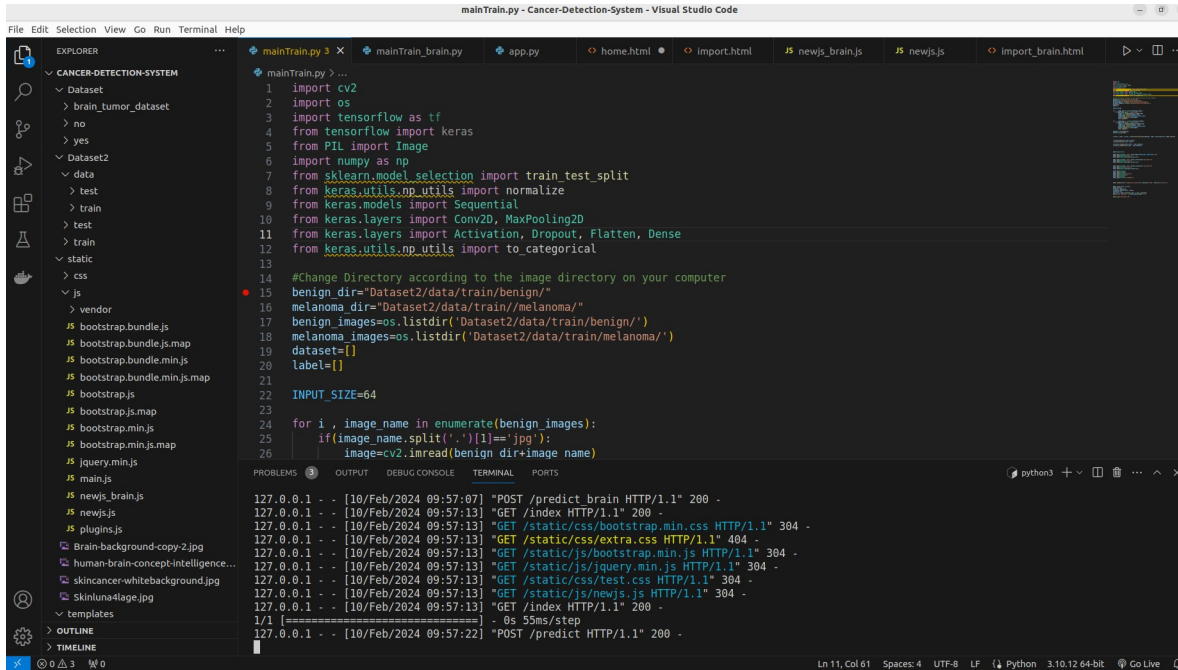 mainTrain.py - Cancer-Detection-System - Visual Studio Code
File Edit Selection View Go Run Terminal Help
EXPLORER
CANCER-DETECTION-SYSTEM
Dataset
brain_tumor_dataset
no
yes
Dataset2
data
test
train
test
train
static
css
js
vendor
JS bootstrap.bundle.js
JS bootstrap.bundle.js.map
JS bootstrap.bundle.min.js
JS bootstrap.bundle.min.js.map
JS bootstrap.js
JS bootstrap.js.map
JS bootstrap.min.js
JS bootstrap.min.js.map
JS jquery.min.js
JS main.js
JS newjs_brain.js
JS newjs.js
JS plugins.js
Brain-background-copy-2.jpg
human-brain-concept-intelligence...
skincancer-whitebackground.jpg
Skinluna4lage.jpg
templates
OUTLINE
TIMELINE
mainTrain.py 3 mainTrain_brain.py app.py home.html import.html JS newjs_brain.js JS newjs.js import_brain.html
mainTrain.py > ...
1 import cv2
2 import os
3 import tensorflow as tf
4 from tensorflow import keras
5 from PIL import Image
6 import numpy as np
7 from sklearn.model_selection import train_test_split
8 from keras.utils.np_utils import normalize
9 from keras.models import Sequential
10 from keras.layers import Conv2D, MaxPooling2D
11 from keras.layers import Activation, Dropout, Flatten, Dense
12 from keras.utils.np_utils import to_categorical
13
14 #Change Directory according to the image directory on your computer
15 benign_dir="Dataset2/data/train/benign/"
16 melanoma_dir="Dataset2/data/train//melanoma/"
17 benign_images=os.listdir('Dataset2/data/train/benign/')
18 melanoma_images=os.listdir('Dataset2/data/train/melanoma/')
19 dataset=[]
20 label=[]
21
22 INPUT_SIZE=64
23
24 for i , image_name in enumerate(benign_images):
25 if(image_name.split('.')[1]=='jpg'):
26 image=cv2.imread(benign_dir+image_name)
PROBLEMS 3 OUTPUT DEBUG CONSOLE TERMINAL PORTS python3
127.0.0.1 - - [10/Feb/2024 09:57:07] "POST /predict_brain HTTP/1.1" 200 -
127.0.0.1 - - [10/Feb/2024 09:57:13] "GET /index HTTP/1.1" 200 -
127.0.0.1 - - [10/Feb/2024 09:57:13] "GET /static/css/bootstrap.min.css HTTP/1.1" 304 -
127.0.0.1 - - [10/Feb/2024 09:57:13] "GET /static/css/extra.css HTTP/1.1" 404 -
127.0.0.1 - - [10/Feb/2024 09:57:13] "GET /static/js/bootstrap.min.js HTTP/1.1" 304 -
127.0.0.1 - - [10/Feb/2024 09:57:13] "GET /static/js/jquery.min.js HTTP/1.1" 304 -
127.0.0.1 - - [10/Feb/2024 09:57:13] "GET /static/css/test.css HTTP/1.1" 304 -
127.0.0.1 - - [10/Feb/2024 09:57:13] "GET /static/js/newjs.js HTTP/1.1" 304 -
127.0.0.1 - - [10/Feb/2024 09:57:13] "GET /index HTTP/1.1" 200 -
1/1 [==============================] - 0s 55ms/step
127.0.0.1 - - [10/Feb/2024 09:57:22] "POST /predict HTTP/1.1" 200 -
0 3 0 Ln 11, Col 61 Spaces: 4 UTF-8 LF Python 3.10.12 64-bit Go Live